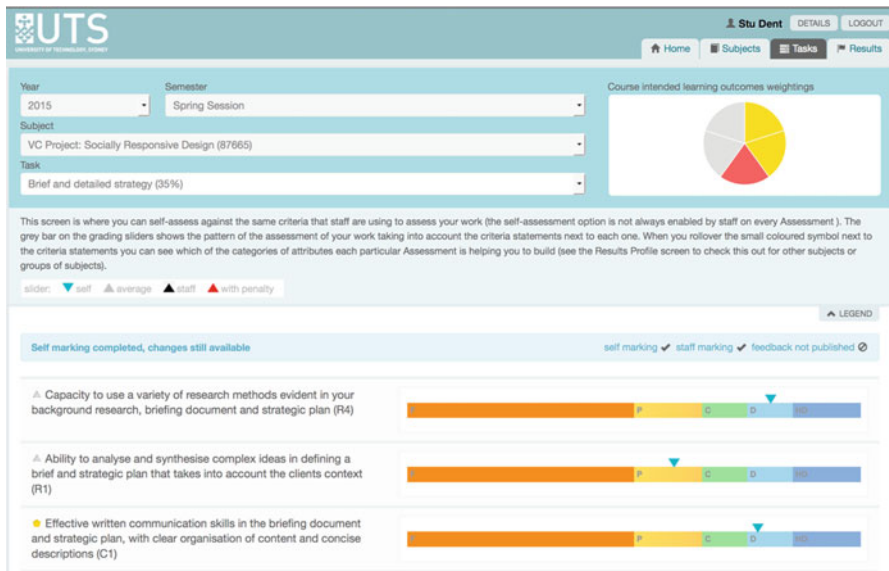 UTS
UNIVERSITY OF TECHNOLOGY, SYDNEY
Stu Dent DETAILS LOGOUT
Home Subjects Tasks Results
Year Semester
2015 Spring Session
Subject
VC Project: Socially Responsive Design (87665)
Task
Brief and detailed strategy (35%)
Course intended learning outcomes weightings
This screen is where you can self-assess against the same criteria that staff are using to assess your work (the self-assessment option is not always enabled by staff on every Assessment ). The
grey bar on the grading sliders shows the pattern of the assessment of your work taking into account the criteria statements next to each one. When you rollover the small coloured symbol next to
the criteria statements you can see which of the categories of attributes each particular Assessment is helping you to build (see the Results Profile screen to check this out for other subjects or
groups of subjects).
slider: self average staff with penalty
LEGEND
Self marking completed, changes still available self marking staff marking feedback not published
Capacity to use a variety of research methods evident in your
background research, briefing document and strategic plan (R4)
P C D HD
Ability to analyse and synthesise complex ideas in defining a
brief and strategic plan that takes into account the clients context
(R1)
P C D HD
Effective written communication skills in the briefing document
and strategic plan, with clear organisation of content and concise
descriptions (C1)
P C D HD